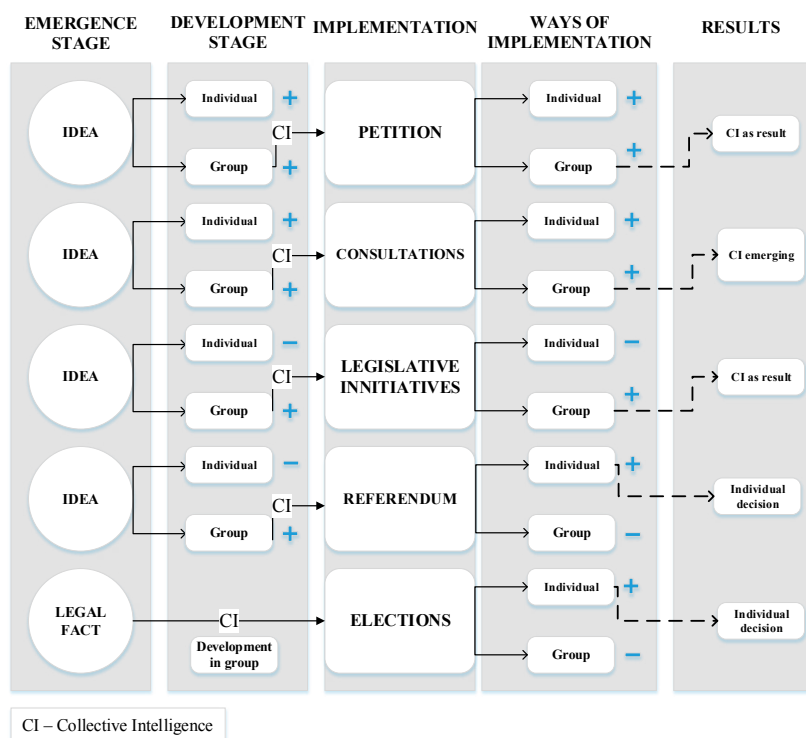 EMERGENCE
STAGE
DEVELOPMENT
STAGE
IMPLEMENTATION
WAYS OF
IMPLEMENTATION
RESULTS
IDEA
Individual +
CI
Group +
PETITION
Individual +
Group +
CI as result
IDEA
Individual +
CI
Group +
CONSULTATIONS
Individual +
Group +
CI emerging
IDEA
Individual −
CI
Group +
LEGISLATIVE
INNITIATIVES
Individual −
Group +
CI as result
IDEA
Individual −
CI
Group +
REFERENDUM
Individual +
Group −
Individual
decision
LEGAL
FACT
CI
Development
in group
ELECTIONS
Individual +
Group −
Individual
decision
CI – Collective Intelligence